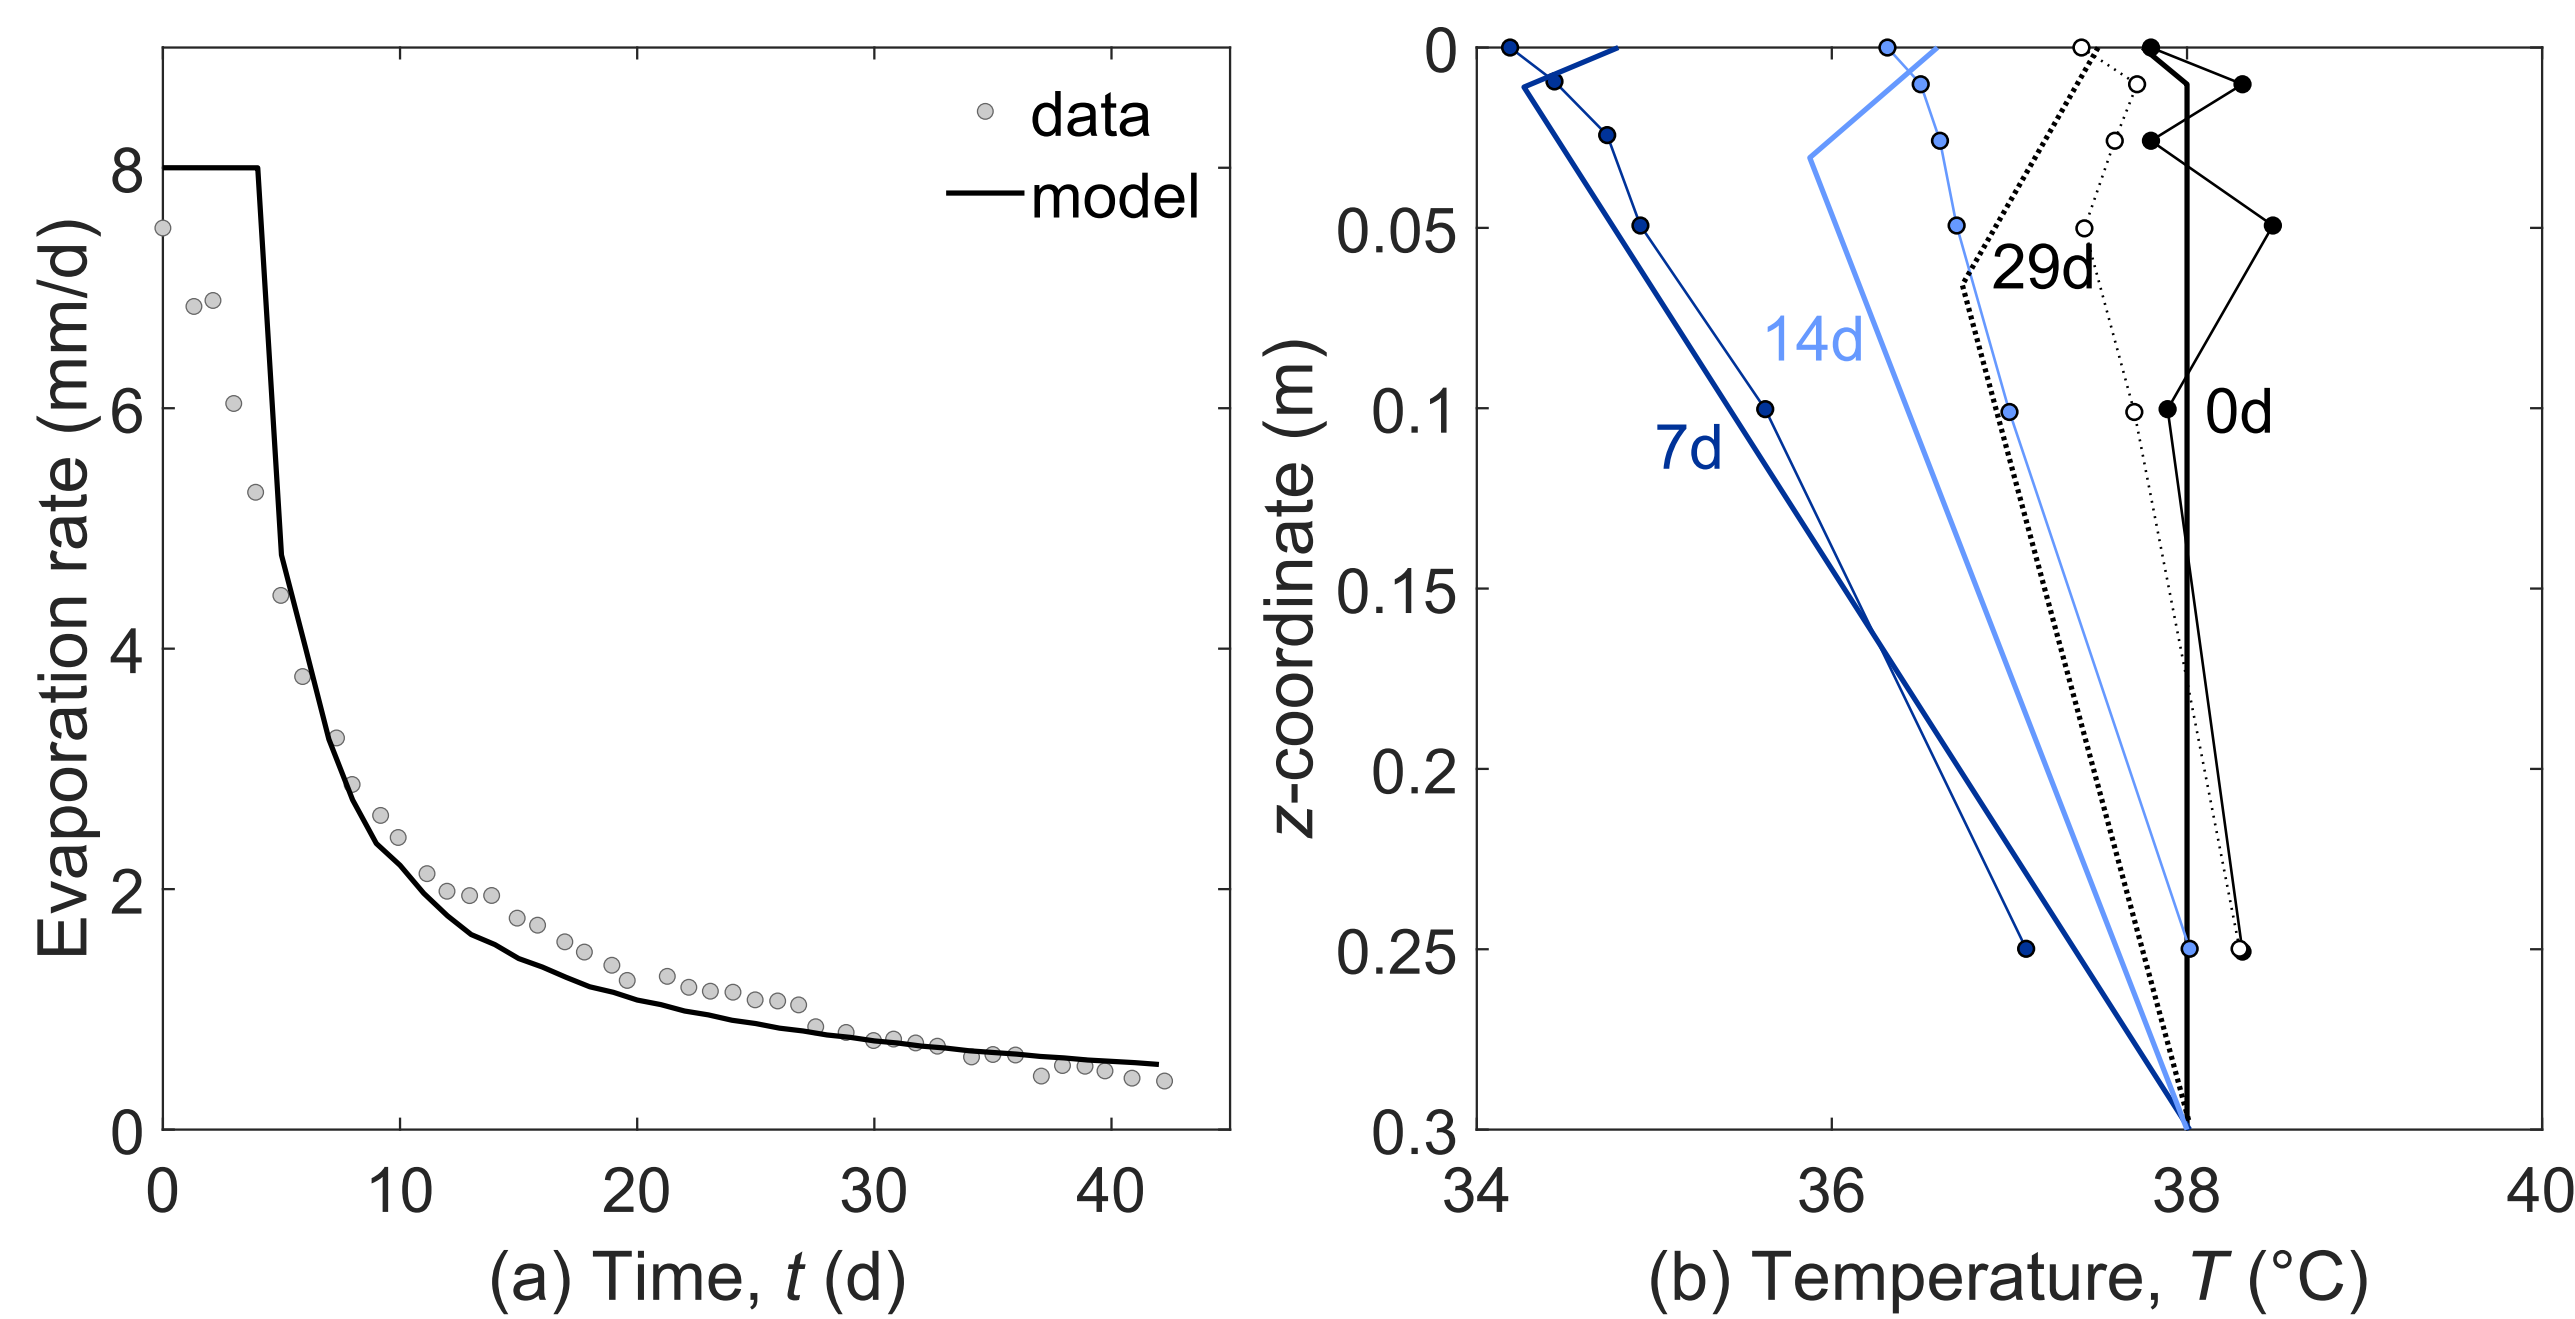 data
model
8
6
4
2
0
0 10 20 30 40
Evaporation rate (mm/d)
(a) Time, t (d)
0
0.05
0.1
0.15
0.2
0.25
0.3
34 36 38 40
z-coordinate (m)
29d
14d
0d
7d
(b) Temperature, T (°C)